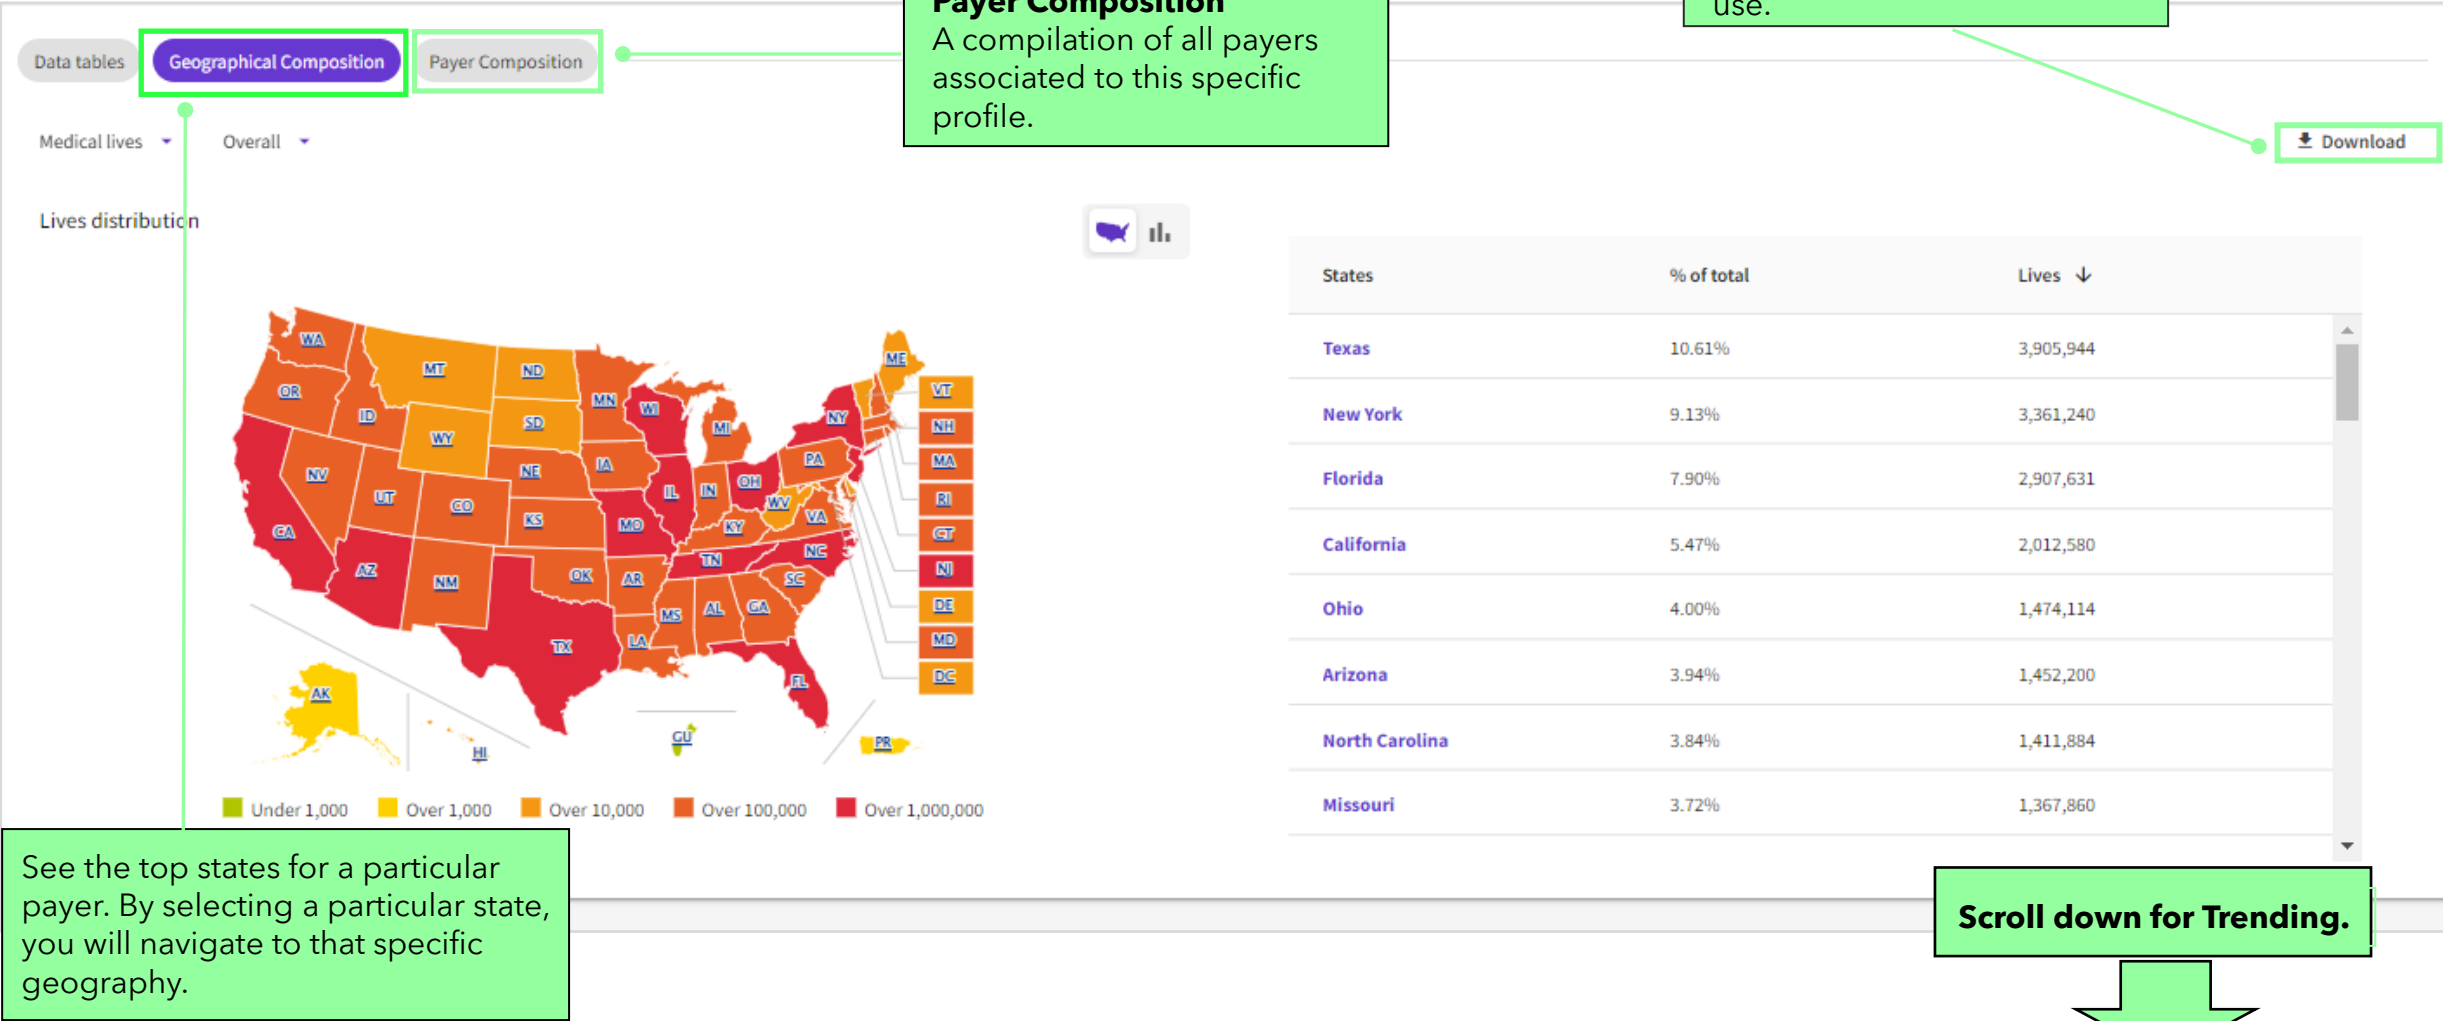 Payer Composition
A compilation of all payers
associated to this specific
profile.
use.
Data tables
Geographical Composition
Payer Composition
Medical lives
Overall
Download
Lives distribution
States % of total Lives
Texas 10.61% 3,905,944
New York 9.13% 3,361,240
Florida 7.90% 2,907,631
California 5.47% 2,012,580
Ohio 4.00% 1,474,114
Arizona 3.94% 1,452,200
North Carolina 3.84% 1,411,884
Missouri 3.72% 1,367,860
WA
OR
ID
MT
ND
MN
WI
MI
NY
ME
VT
NH
MA
RI
CT
NJ
DE
MD
DC
WY
SD
NE
IA
PA
NV
UT
CO
KS
IL
IN
OH
WV
VA
MO
KY
CA
AZ
NM
OK
AR
TN
NC
SC
MS
AL
GA
TX
LA
FL
AK
HI
GU
PR
Under 1,000
Over 1,000
Over 10,000
Over 100,000
Over 1,000,000
See the top states for a particular
payer. By selecting a particular state,
you will navigate to that specific
geography.
Scroll down for Trending.